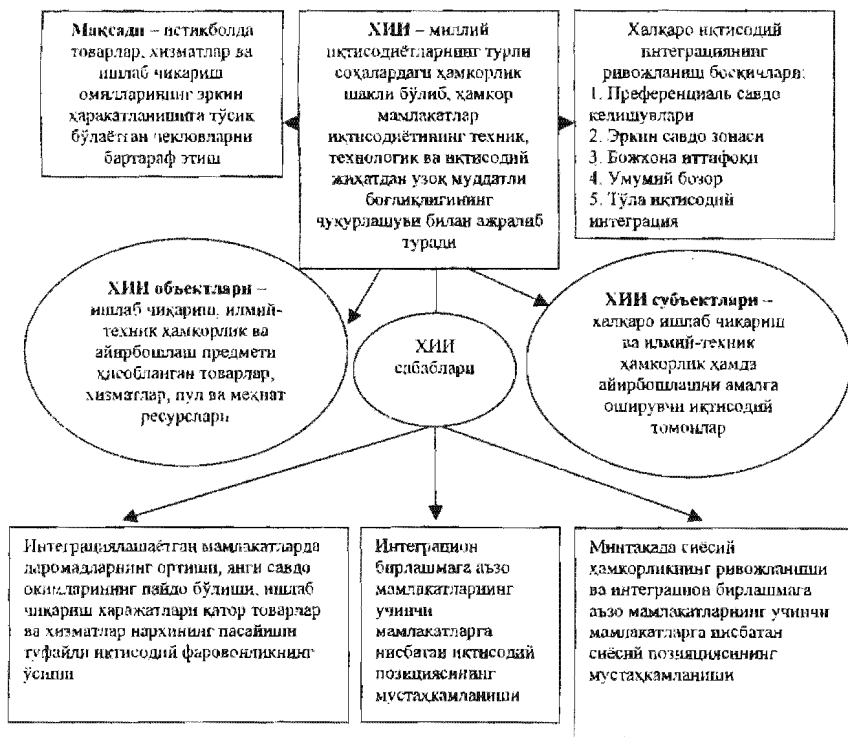 Мақсади – истиқболда
товарлар, хизматлар ва
ишлаб чиқариш
омилларининг эркин
ҳаракатланишига тўсиқ
бўлаётган чекловларни
бартараф этиш
ХИИ – миллий
иқтисодиётларнинг турли
соҳалардаги ҳамкорлик
шакли бўлиб, ҳамкор
мамлакатлар
иқтисодиётининг техник,
технологик ва иқтисодий
жиҳатдан узоқ муддатли
боғлиқлигининг
чуқурлашуви билан ажралиб
туради
Халқаро иқтисодий
интеграциянинг
ривожланиш босқичлари:
1. Преференциаль савдо
келишувлари
2. Эркин савдо зонаси
3. Божхона иттифоқи
4. Умумий бозор
5. Тўла иқтисодий
интеграция
ХИИ объектлари –
ишлаб чиқариш, илмий-
техник ҳамкорлик ва
айирбошлаш предмети
ҳисобланган товарлар,
хизматлар, пул ва меҳнат
ресурслари
ХИИ
сабаблари
ХИИ субъектлари –
халқаро ишлаб чиқариш
ва илмий-техник
ҳамкорлик ҳамда
айирбошлашни амалга
оширувчи иқтисодий
томонлар
Интеграциялашаётган мамлакатларда
даромадларнинг ортиши, янги савдо
оқимларининг пайдо бўлиши, ишлаб
чиқариш харажатлари қатор товарлар
ва хизматлар нархининг пасайиши
туфайли иқтисодий фаровонликнинг
ўсиши
Интеграцион
бирлашмага аъзо
мамлакатларнинг
учинчи
мамлакатларга
нисбатан иқтисодий
позициясининг
мустаҳкамланиши
Минтақада сиёсий
ҳамкорликнинг ривожланиши
ва интеграцион бирлашмага
аъзо мамлакатларнинг учинчи
мамлакатларга нисбатан
сиёсий позициясининг
мустаҳкамланиши